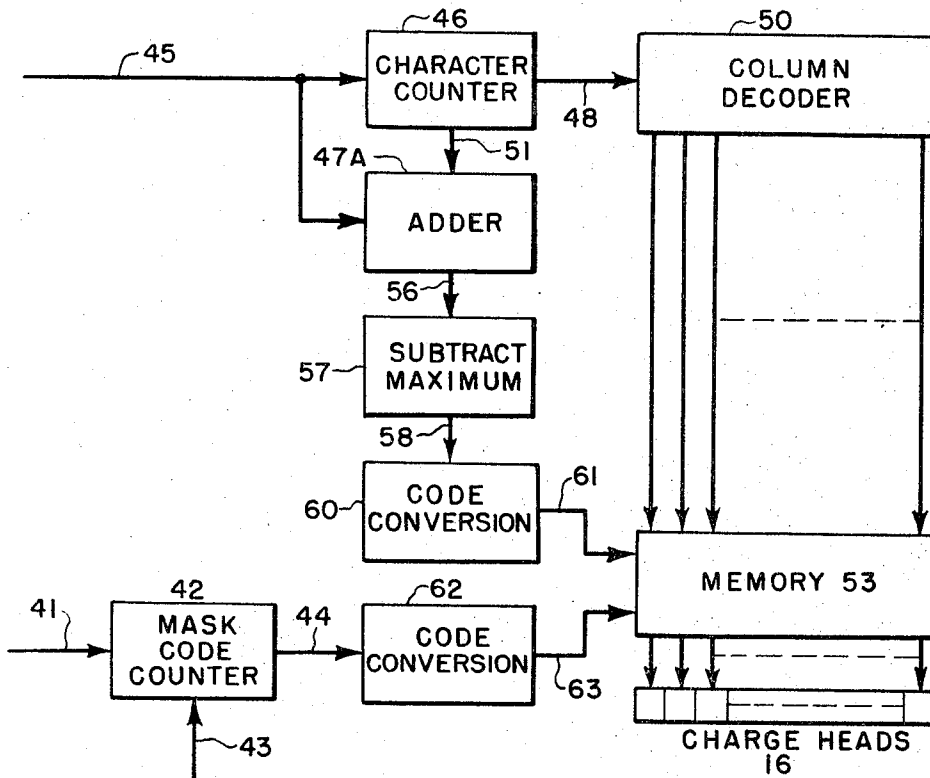 46
50
45
CHARACTER
COUNTER
COLUMN
DECODER
48
51
47A
ADDER
56
57
SUBTRACT
MAXIMUM
58
61
60
CODE
CONVERSION
MEMORY 53
42
62
41
44
MASK
CODE
COUNTER
CODE
CONVERSION
63
43
CHARGE HEADS
16